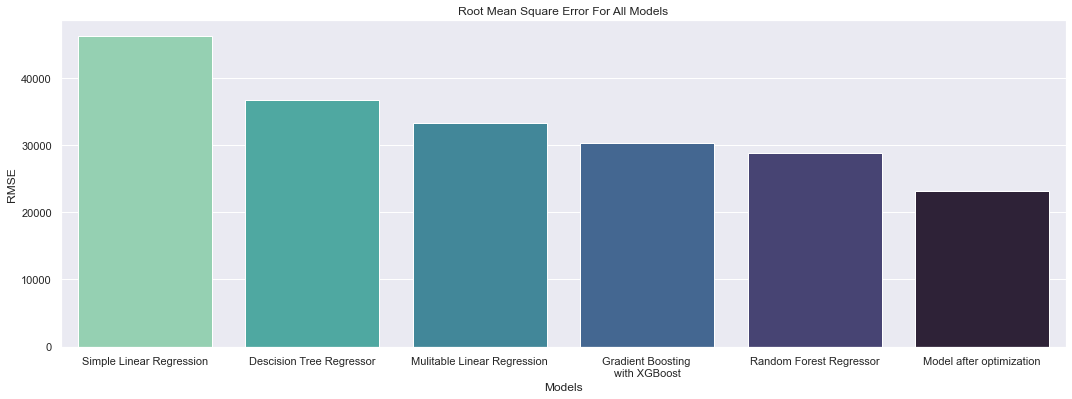 Root Mean Square Error For All Models
RMSE
40000
30000
20000
10000
0
Simple Linear Regression
Descision Tree Regressor
Mulitable Linear Regression
Gradient Boosting
with XGBoost
Random Forest Regressor
Model after optimization
Models